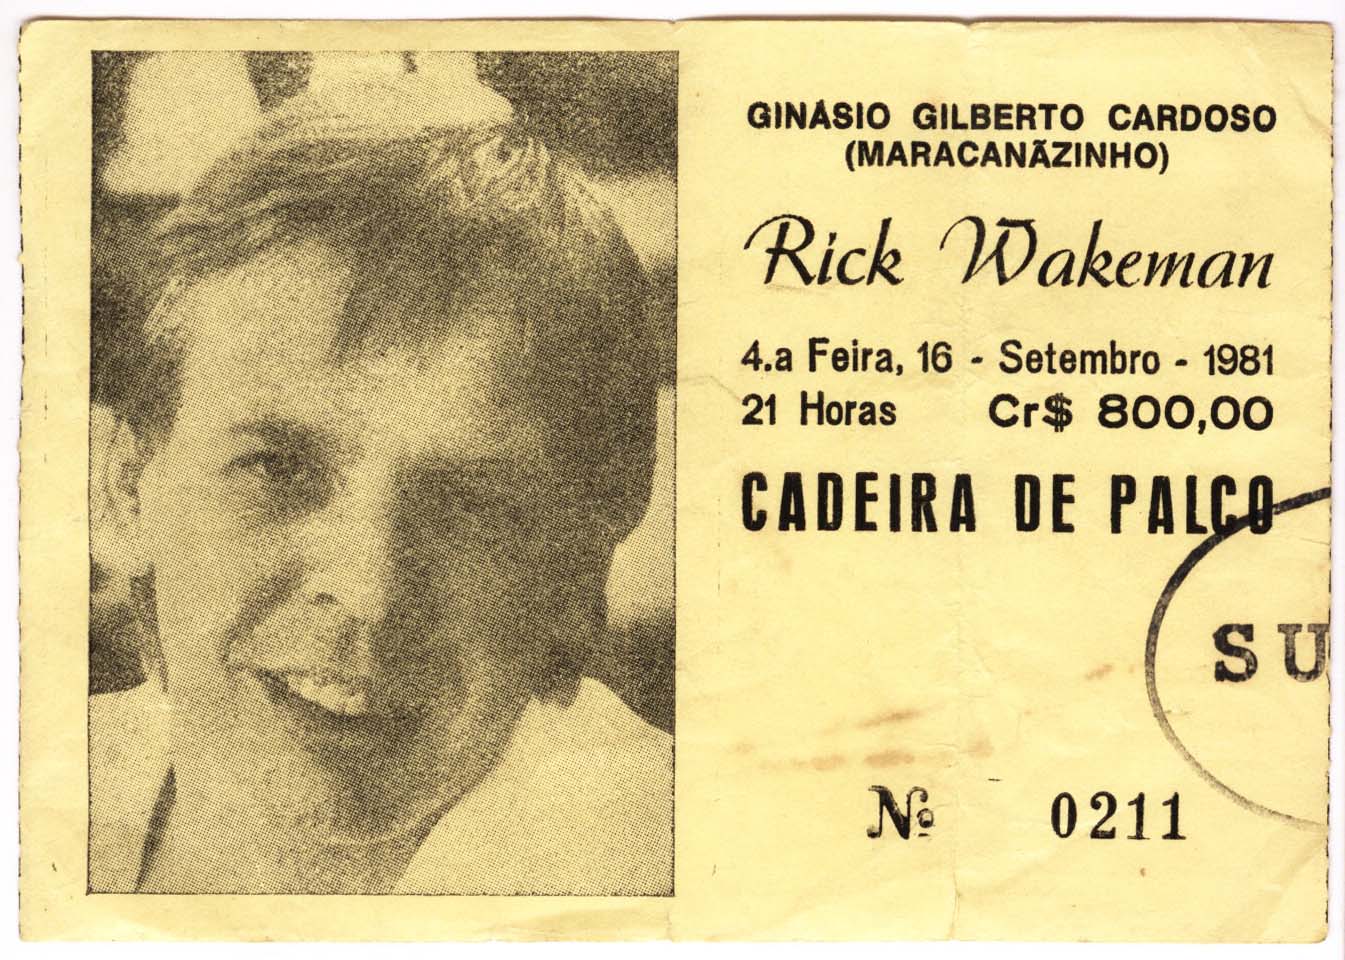 GINÁSIO GILBERTO CARDOSO
(MARACANÃZINHO)
Rick Wakeman
4.a Feira, 16 - Setembro - 1981
21 Horas Cr$ 800,00
CADEIRA DE PALCO
SU
Nº 0211